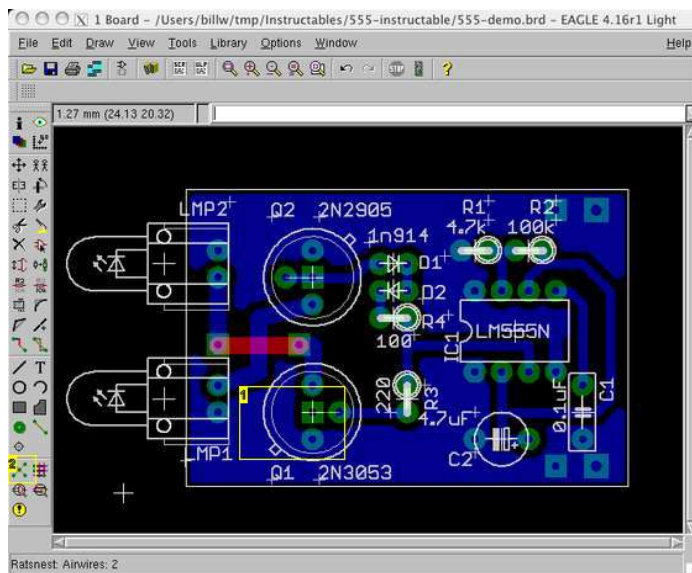 1 Board - /Users/billw/tmp/Instructables/555-instructable/555-demo.brd - EAGLE 4.16r1 Light
File Edit Draw View Tools Library Options Window Help
1.27 mm (24.13 20.32)
LMP2 Q2 2N2905 R1 R2
4.7k 100k
1n914
D1
D2
R4
100
IC1 LM555N
1
220 R3
4.7uF
0.1uF C1
C2
LMP1
Q1 2N3053
2
Ratsnest: Airwires: 2